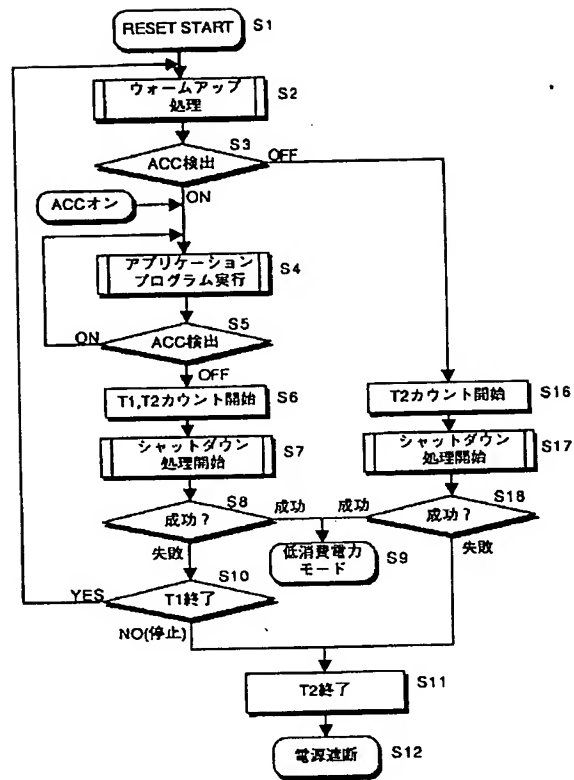 RESET START S1
ウォームアップ
処理
S2
S3
ACC検出
OFF
ON
ACCオン
アプリケーション
プログラム実行
S4
S5
ACC検出
ON
OFF
T1,T2カウント開始 S6
T2カウント開始 S16
シャットダウン
処理開始
S7
シャットダウン
処理開始
S17
S8
成功?
成功
成功
S18
成功?
失敗
失敗
低消費電力
モード
S9
S10
T1終了
YES
NO(停止)
T2終了 S11
電源遮断 S12